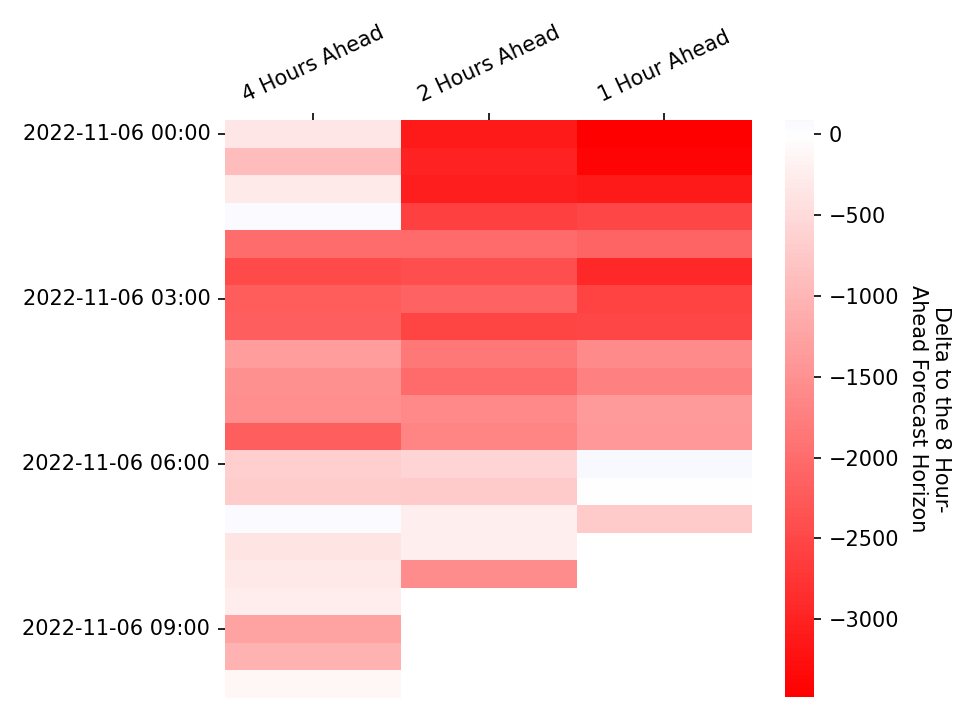 4 Hours Ahead
2 Hours Ahead
1 Hour Ahead
2022-11-06 00:00
2022-11-06 03:00
2022-11-06 06:00
2022-11-06 09:00
0
−500
−1000
−1500
−2000
−2500
−3000
Delta to the 8 Hour-
Ahead Forecast Horizon